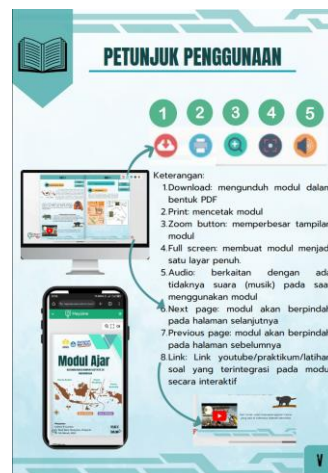 PETUNJUK PENGGUNAAN
1 2 3 4 5
Keterangan:
1.Download: mengunduh modul dalam
bentuk PDF
2.Print: mencetak modul
3.Zoom button: memperbesar tampilan
modul
4.Full screen: membuat modul menjadi
satu layar penuh.
5.Audio: berkaitan dengan ada
tidaknya suara (musik) pada saat
menggunakan modul
6.Next page: modul akan berpindah
pada halaman selanjutnya
7.Previous page: modul akan berpindah
pada halaman sebelumnya
8.Link: Link youtube/praktikum/latihan
soal yang terintegrasi pada modul
secara interaktif
Heyzine
Modul Ajar
V